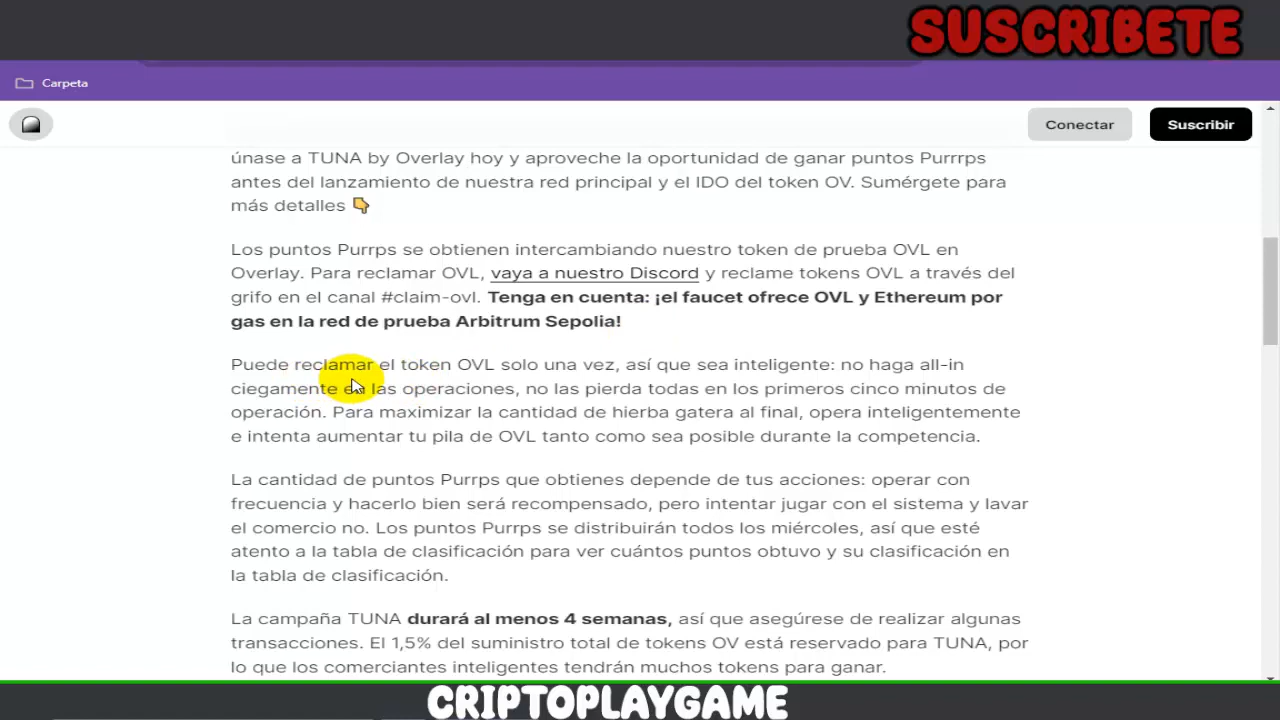 SUSCRIBETE
Carpeta
Conectar
Suscribir
únase a TUNA by Overlay hoy y aproveche la oportunidad de ganar puntos Purrrps
antes del lanzamiento de nuestra red principal y el IDO del token OV. Sumérgete para
más detalles 👇
Los puntos Purrps se obtienen intercambiando nuestro token de prueba OVL en
Overlay. Para reclamar OVL, vaya a nuestro Discord y reclame tokens OVL a través del
grifo en el canal #claim-ovl. Tenga en cuenta: ¡el faucet ofrece OVL y Ethereum por
gas en la red de prueba Arbitrum Sepolia!
Puede reclamar el token OVL solo una vez, así que sea inteligente: no haga all-in
ciegamente en las operaciones, no las pierda todas en los primeros cinco minutos de
operación. Para maximizar la cantidad de hierba gatera al final, opera inteligentemente
e intenta aumentar tu pila de OVL tanto como sea posible durante la competencia.
La cantidad de puntos Purrps que obtienes depende de tus acciones: operar con
frecuencia y hacerlo bien será recompensado, pero intentar jugar con el sistema y lavar
el comercio no. Los puntos Purrps se distribuirán todos los miércoles, así que esté
atento a la tabla de clasificación para ver cuántos puntos obtuvo y su clasificación en
la tabla de clasificación.
La campaña TUNA durará al menos 4 semanas, así que asegúrese de realizar algunas
transacciones. El 1,5% del suministro total de tokens OV está reservado para TUNA, por
lo que los comerciantes inteligentes tendrán muchos tokens para ganar.
CRIPTOPLAYGAME